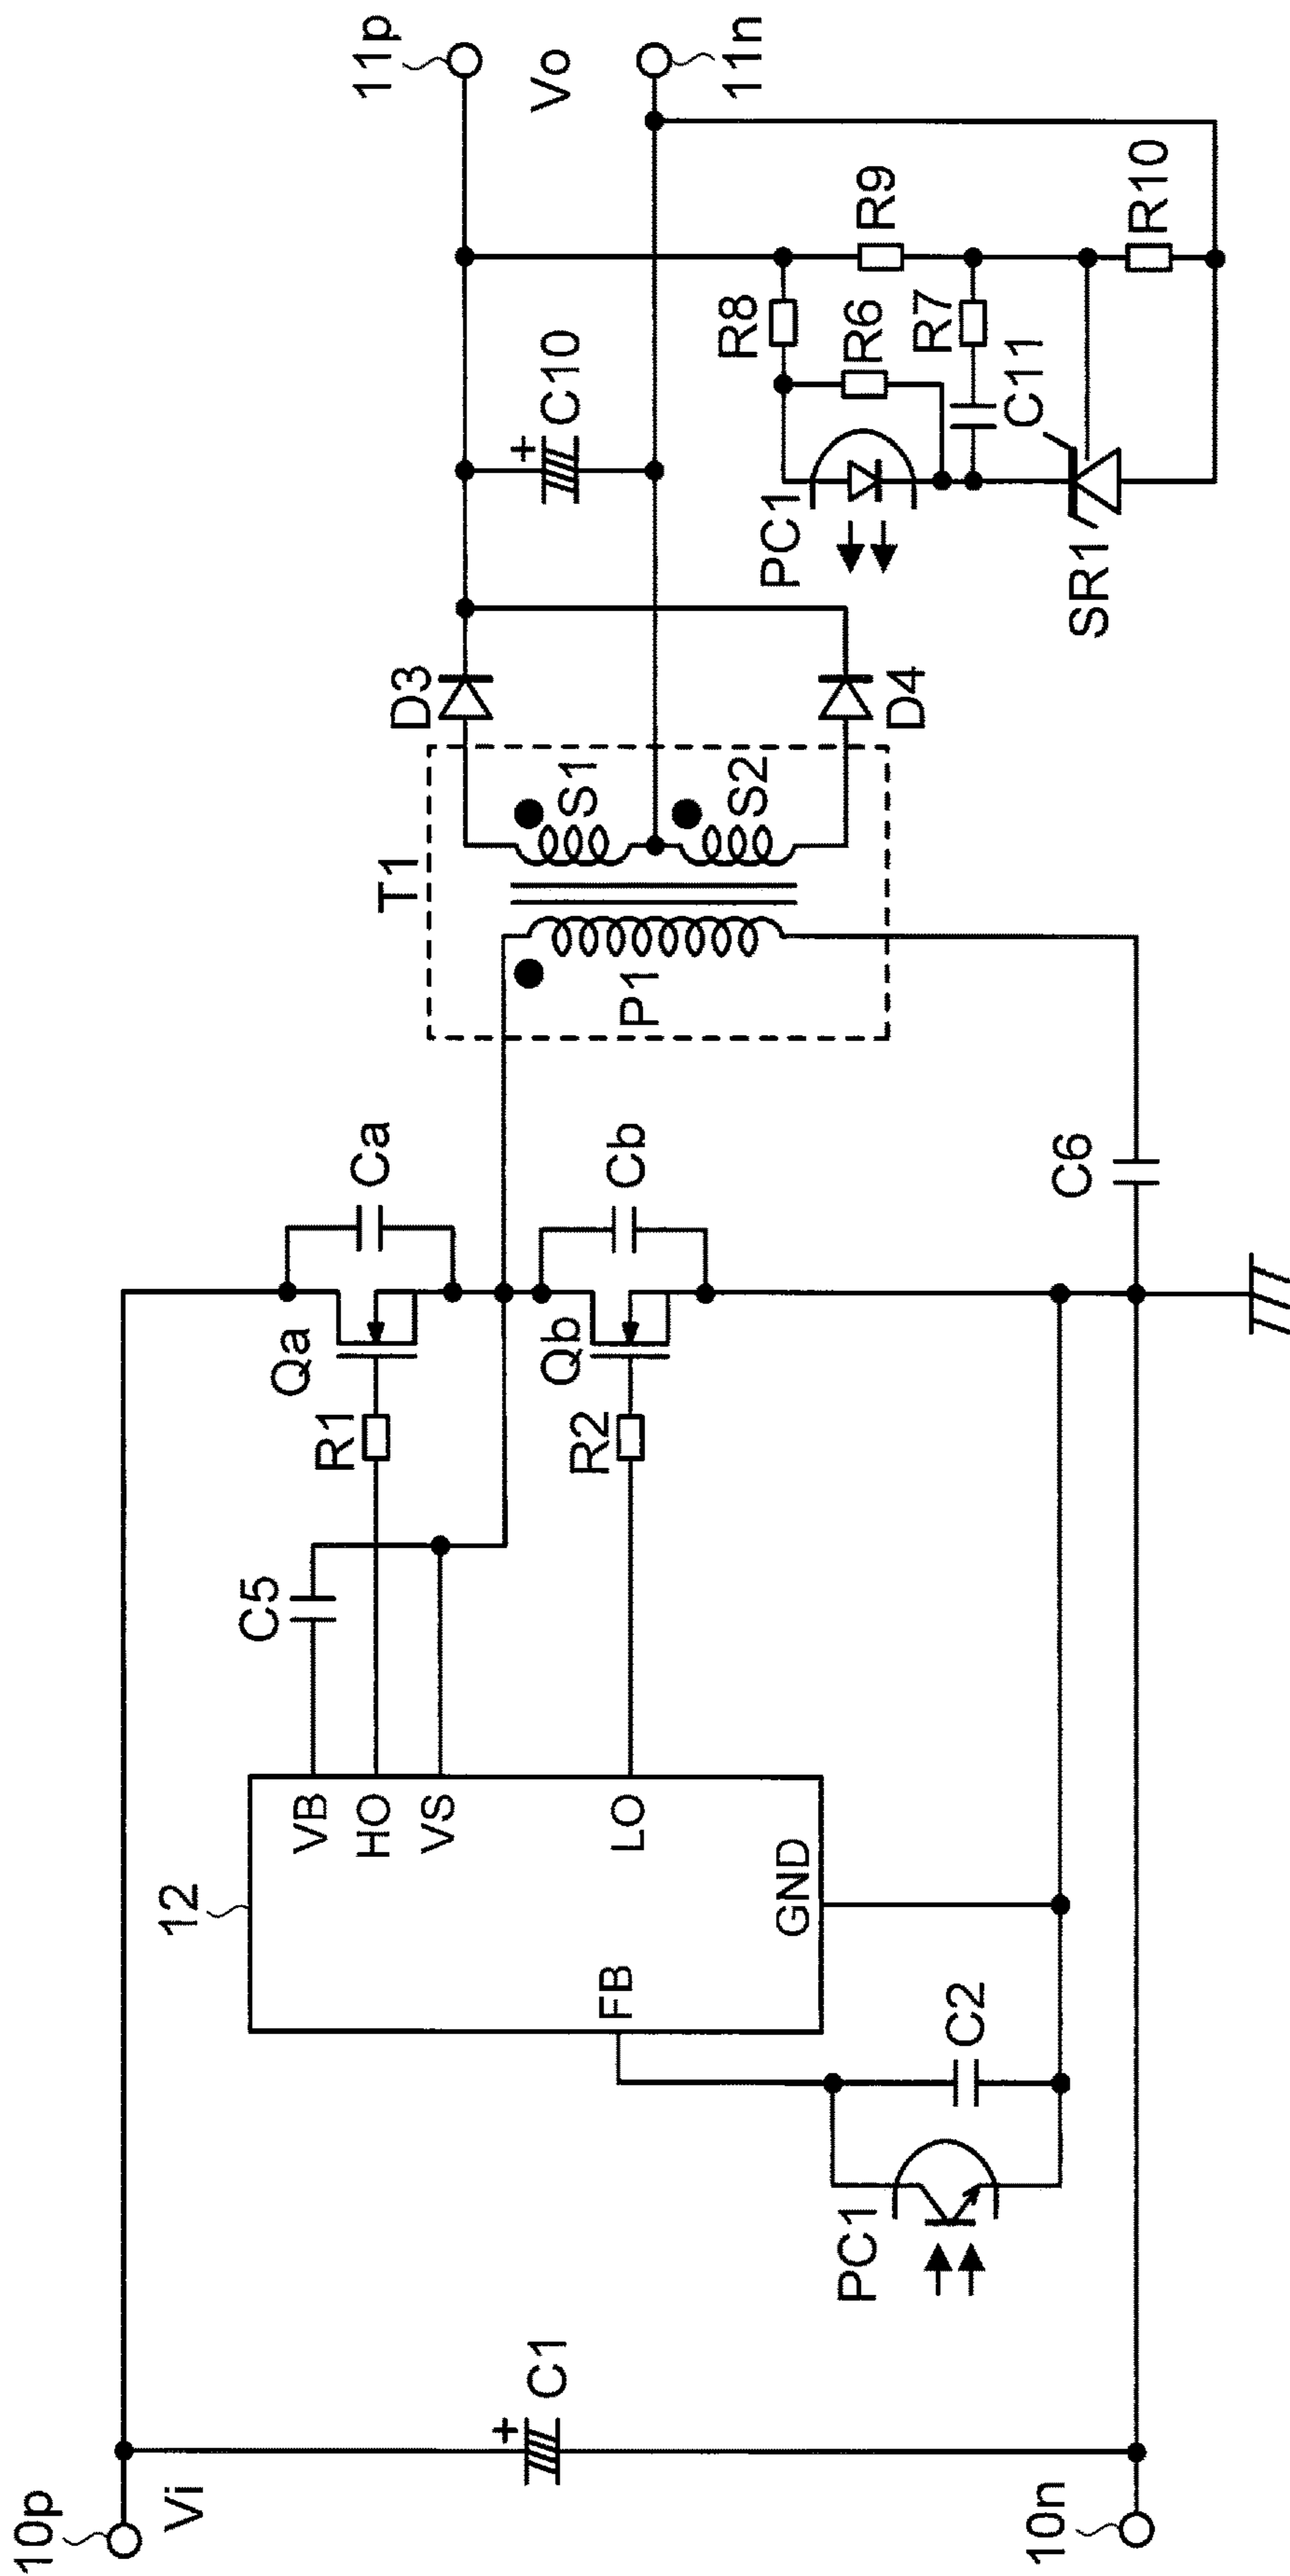 10p
Vi
C1
10n
PC1
C2
12
VB
HO
VS
LO
FB
GND
C5
R1
R2
Qa
Qb
Ca
Cb
C6
T1
P1
S1
S2
D3
D4
C10
PC1
R8
R6
R7
C11
SR1
R9
R10
11p
Vo
11n
+
+